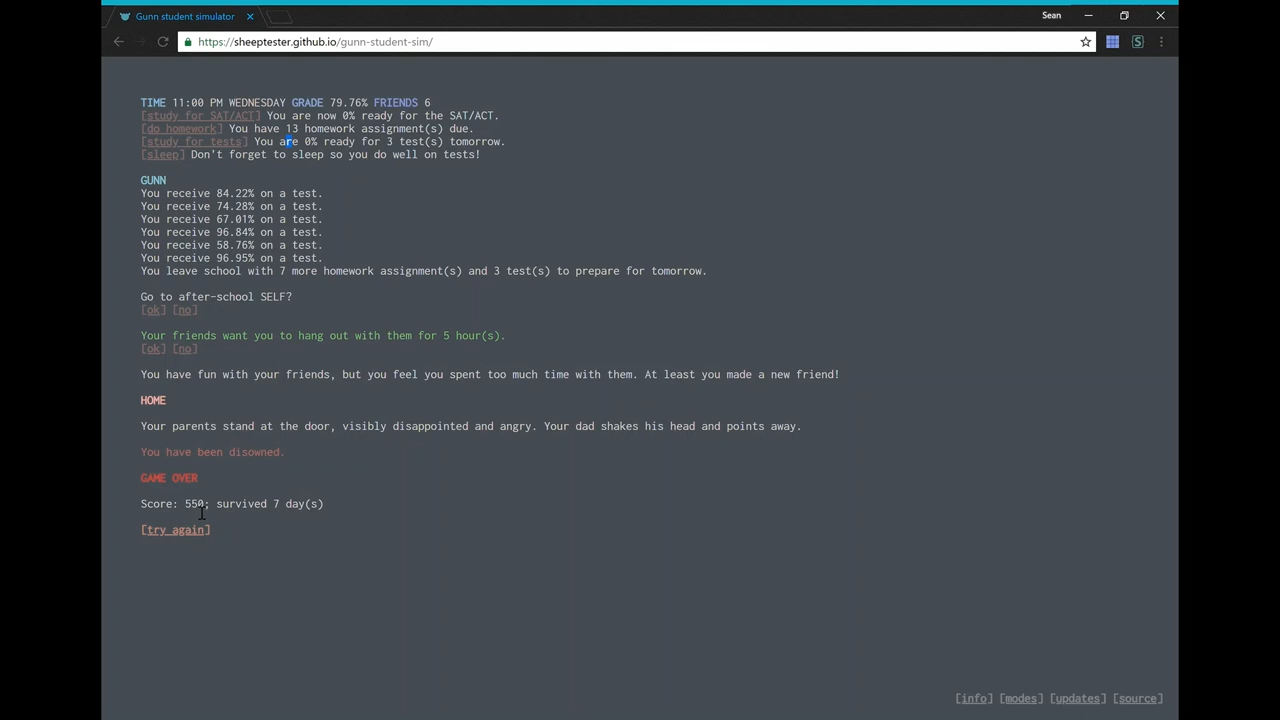 Gunn student simulator
Sean
https://sheeptester.github.io/gunn-student-sim/
TIME 11:00 PM WEDNESDAY GRADE 79.76% FRIENDS 6
[study for SAT/ACT] You are now 0% ready for the SAT/ACT.
[do homework] You have 13 homework assignment(s) due.
[study for tests] You are 0% ready for 3 test(s) tomorrow.
[sleep] Don't forget to sleep so you do well on tests!
GUNN
You receive 84.22% on a test.
You receive 74.28% on a test.
You receive 67.01% on a test.
You receive 96.84% on a test.
You receive 58.76% on a test.
You receive 96.95% on a test.
You leave school with 7 more homework assignment(s) and 3 test(s) to prepare for tomorrow.
Go to after-school SELF?
[ok] [no]
Your friends want you to hang out with them for 5 hour(s).
[ok] [no]
You have fun with your friends, but you feel you spent too much time with them. At least you made a new friend!
HOME
Your parents stand at the door, visibly disappointed and angry. Your dad shakes his head and points away.
You have been disowned.
GAME OVER
Score: 550; survived 7 day(s)
[try again]
[info] [modes] [updates] [source]